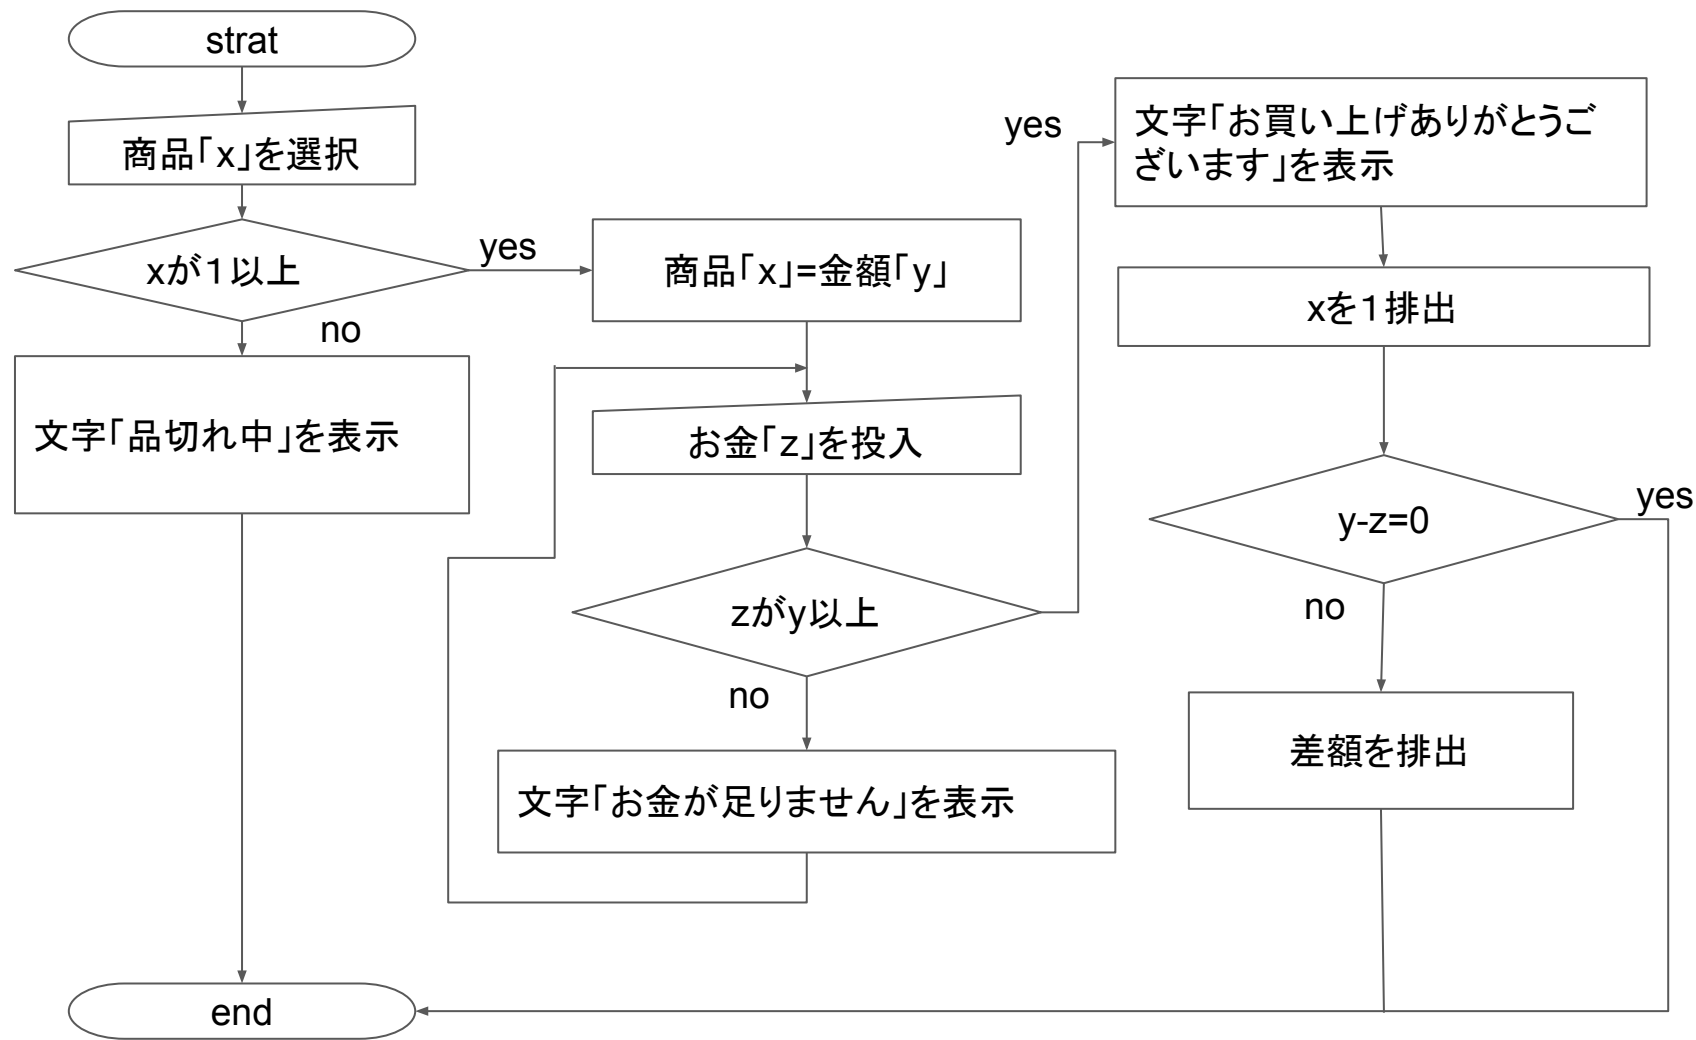 strat
商品「x」を選択
xが１以上
yes
no
文字「品切れ中」を表示
end
商品「x」=金額「y」
お金「z」を投入
zがy以上
yes
no
文字「お金が足りません」を表示
文字「お買い上げありがとうご
ざいます」を表示
xを１排出
y-z=0
yes
no
差額を排出